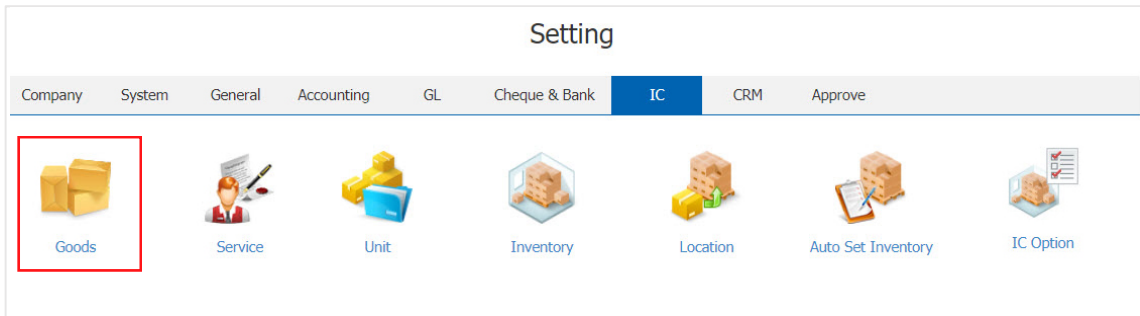 Setting
Company System General Accounting GL Cheque & Bank IC CRM Approve
Goods Service Unit Inventory Location Auto Set Inventory IC Option